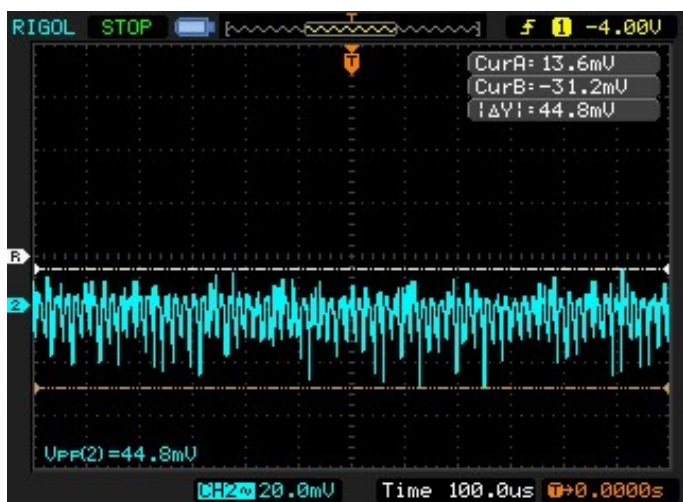 RIGOL STOP T 1 -4.00V
T
CurA: 13.6mV
CurB:-31.2mV
|ΔY|:44.8mV
R
2
Vpp(2)=44.8mV
CH2~ 20.0mV Time 100.0us T→0.0000s